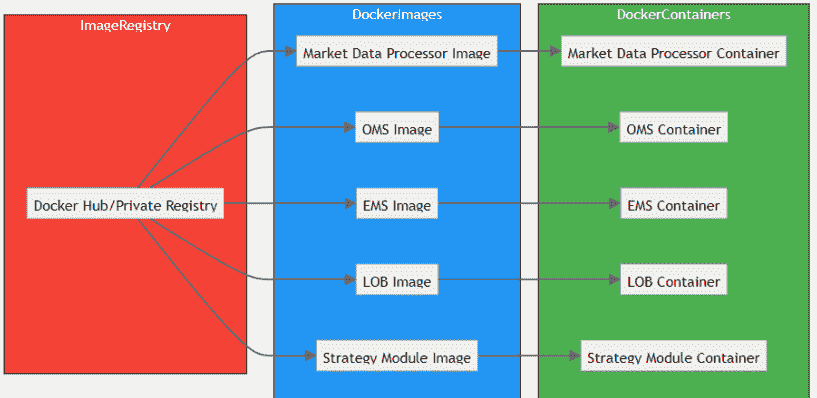 ImageRegistry
DockerImages
DockerContainers
Market Data Processor Image
Market Data Processor Container
OMS Image
OMS Container
Docker Hub/Private Registry
EMS Image
EMS Container
LOB Image
LOB Container
Strategy Module Image
Strategy Module Container